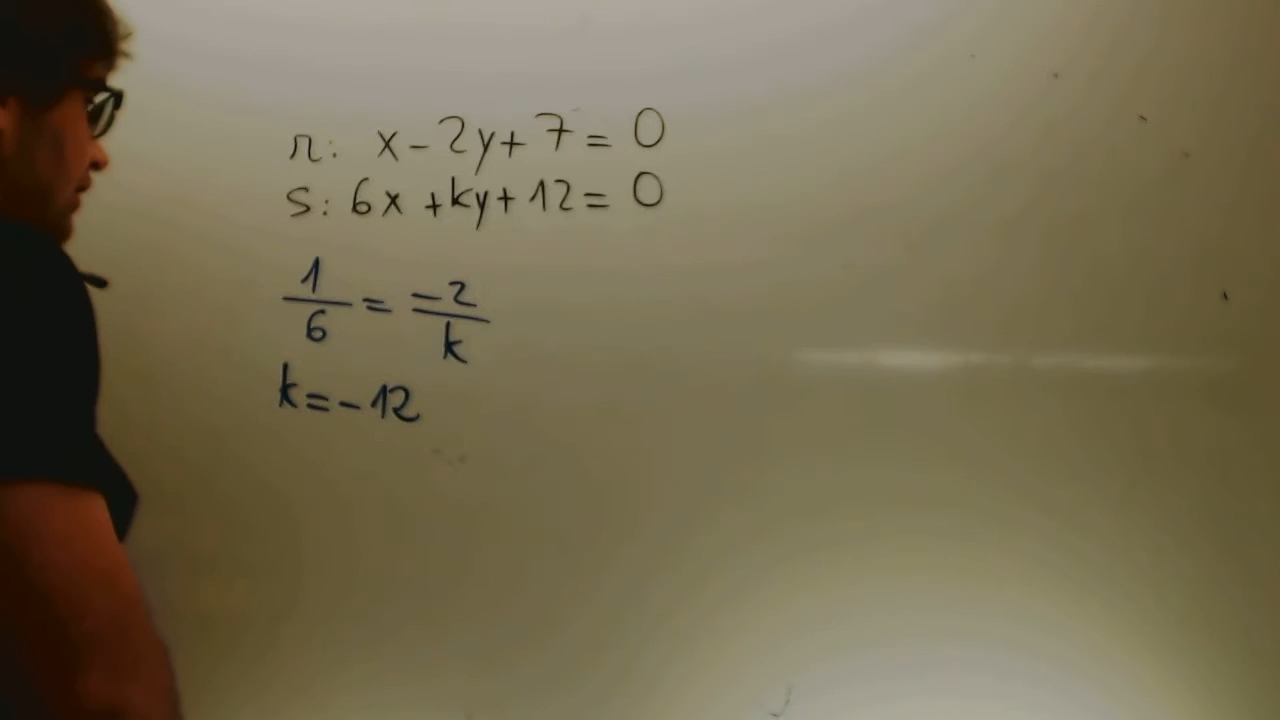 r: x - 2y + 7 = 0
s: 6x + ky + 12 = 0
1/6 = -2/k
k = -12